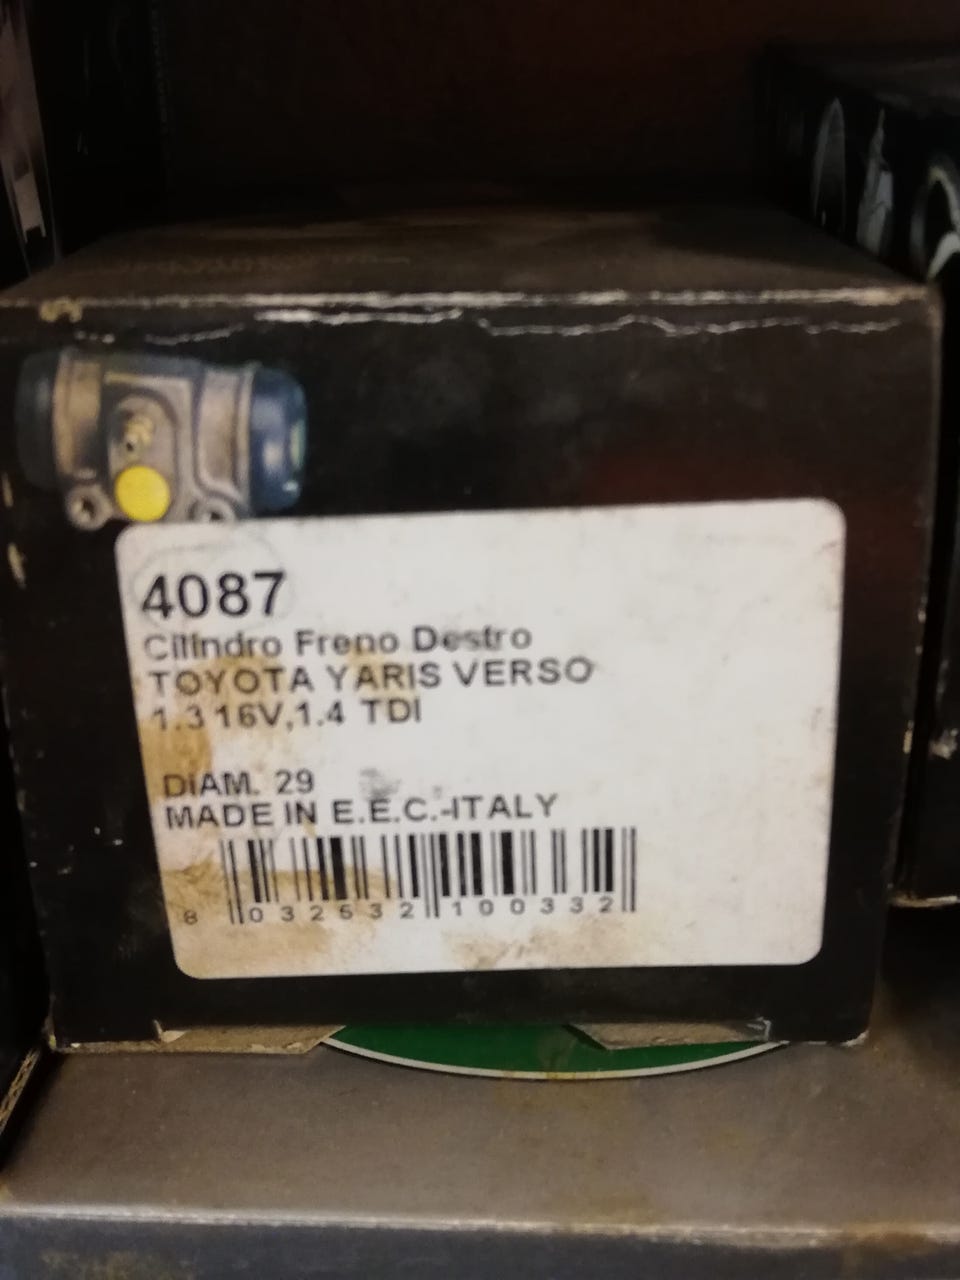 4087
Cilindro Freno Destro
TOYOTA YARIS VERSO
1.3 16V,1.4 TDI
DIAM. 29
MADE IN E.E.C.-ITALY
8 032532 100332